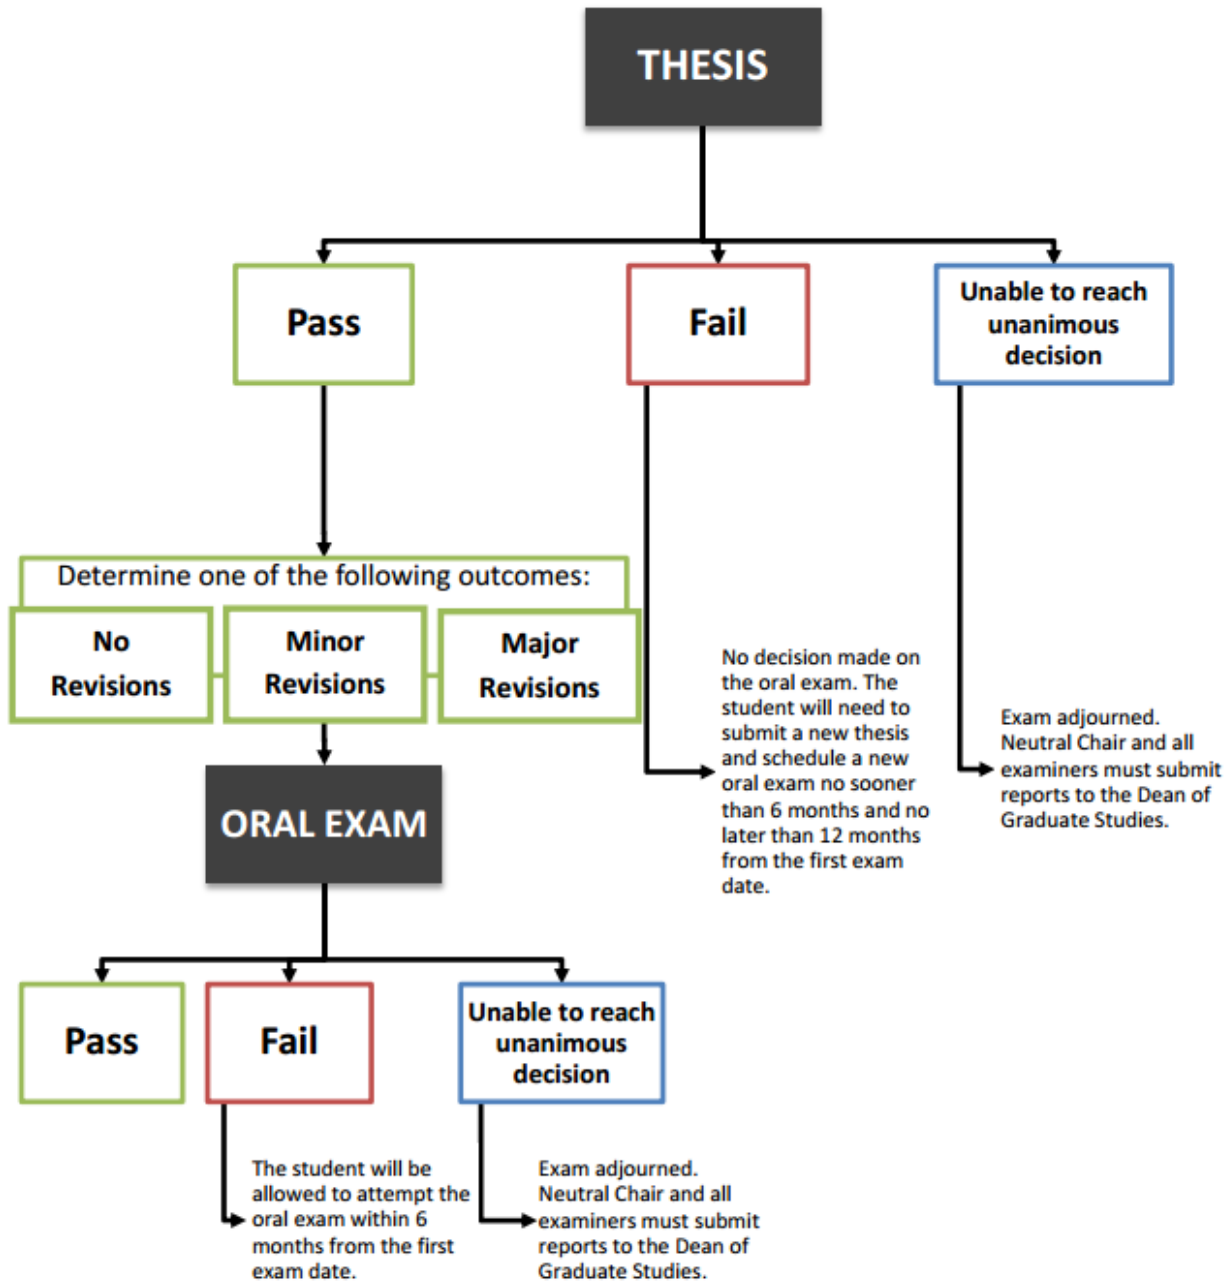 THESIS
Pass
Fail
Unable to reach
unanimous
decision
Determine one of the following outcomes:
No
Revisions
Minor
Revisions
Major
Revisions
No decision made on
the oral exam. The
student will need to
submit a new thesis
and schedule a new
oral exam no sooner
than 6 months and no
later than 12 months
from the first exam
date.
Exam adjourned.
Neutral Chair and all
examiners must submit
reports to the Dean of
Graduate Studies.
ORAL EXAM
Pass
Fail
Unable to reach
unanimous
decision
The student will be
allowed to attempt the
oral exam within 6
months from the first
exam date.
Exam adjourned.
Neutral Chair and all
examiners must submit
reports to the Dean of
Graduate Studies.